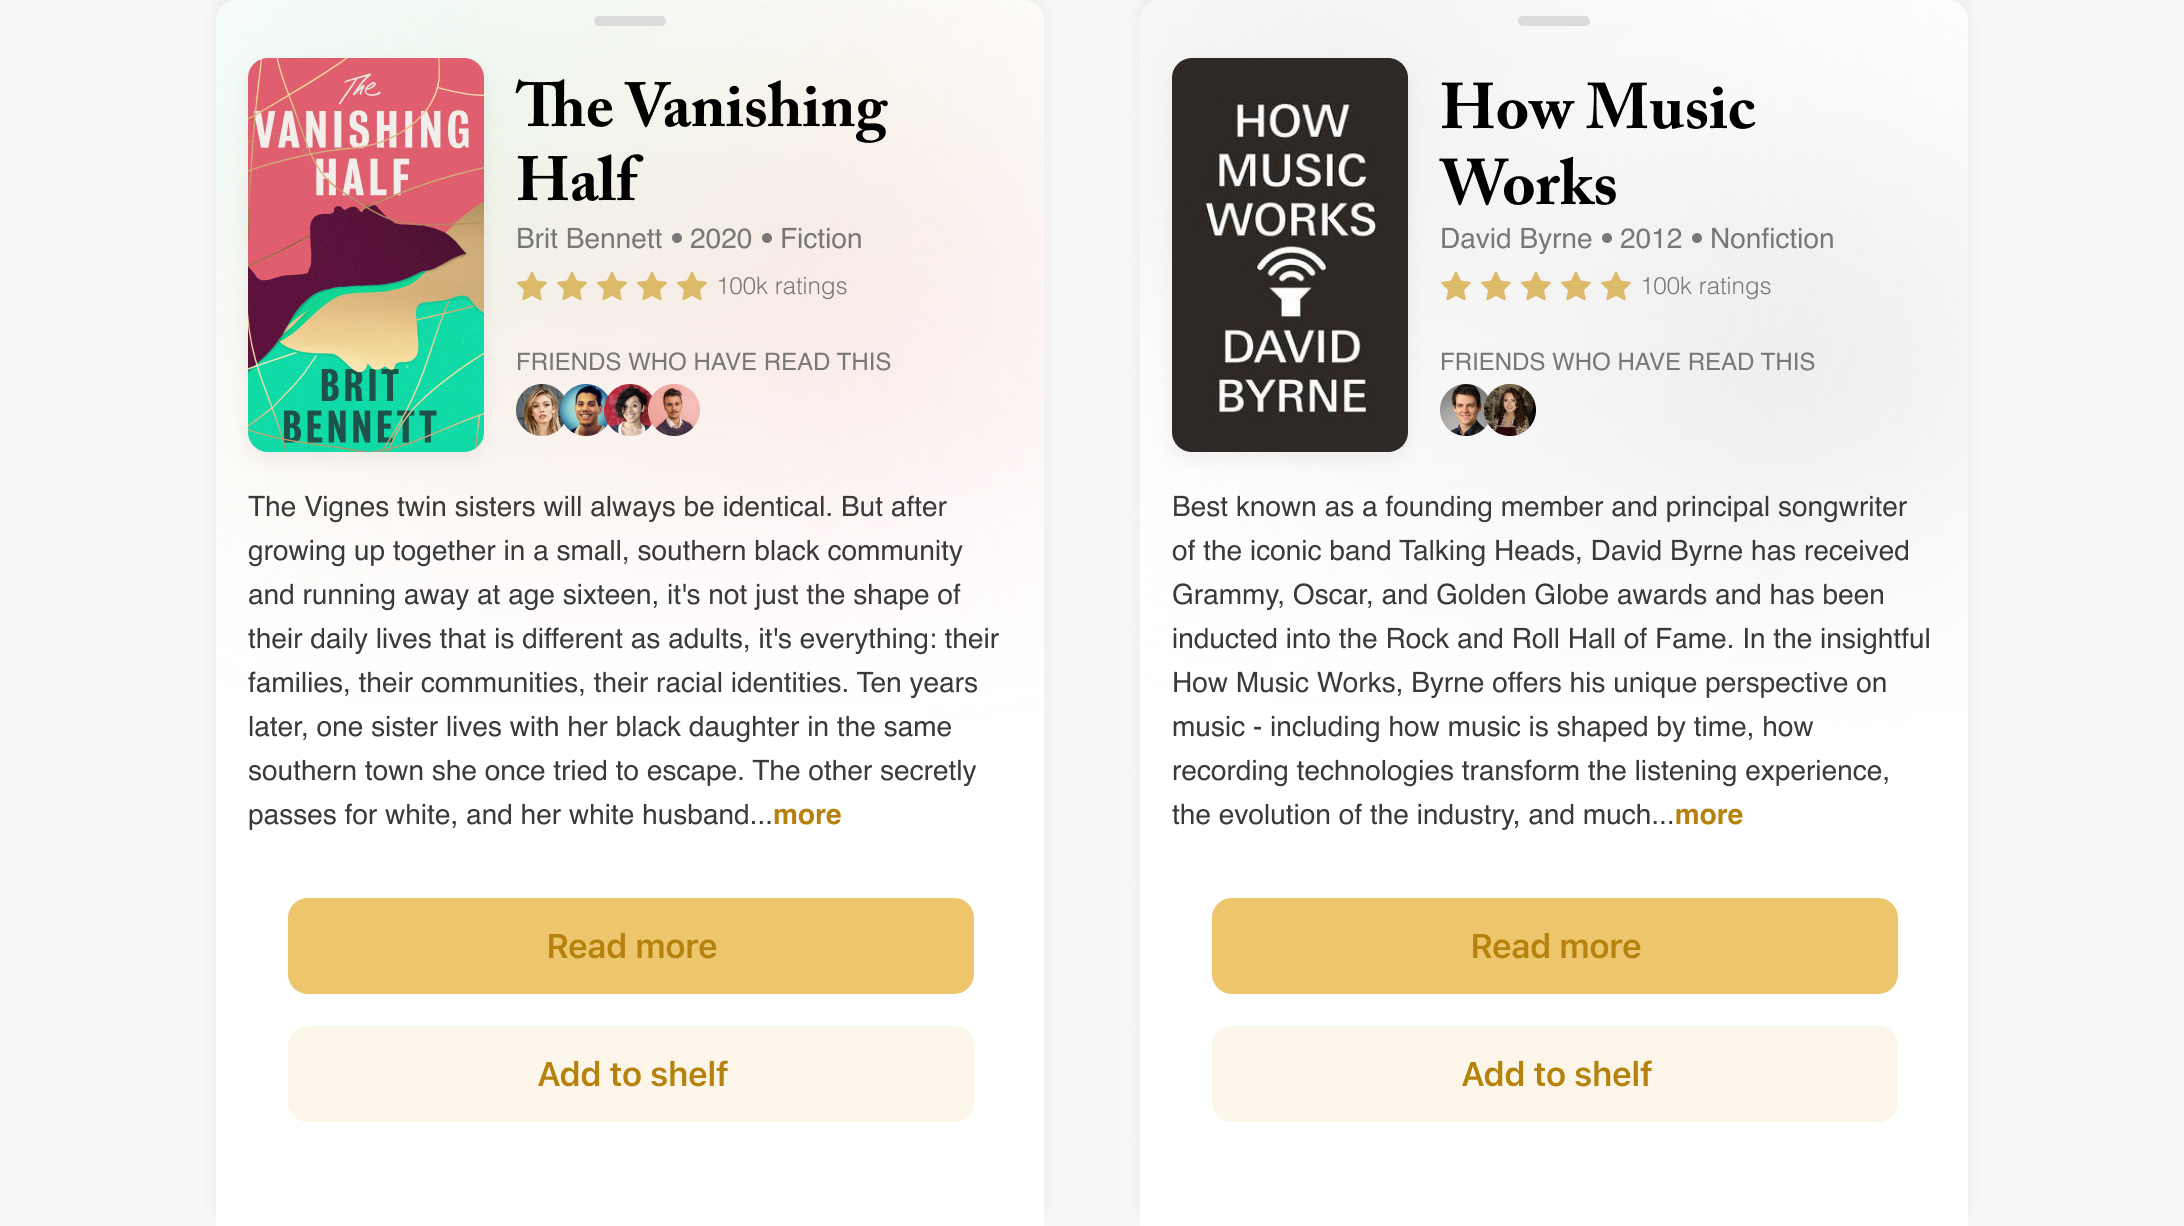 The
VANISHING
HALF
BRIT
BENNETT
The Vanishing
Half
Brit Bennett • 2020 • Fiction
100k ratings
FRIENDS WHO HAVE READ THIS
The Vignes twin sisters will always be identical. But after
growing up together in a small, southern black community
and running away at age sixteen, it's not just the shape of
their daily lives that is different as adults, it's everything: their
families, their communities, their racial identities. Ten years
later, one sister lives with her black daughter in the same
southern town she once tried to escape. The other secretly
passes for white, and her white husband...more
Read more
Add to shelf
HOW
MUSIC
WORKS
DAVID
BYRNE
How Music
Works
David Byrne • 2012 • Nonfiction
100k ratings
FRIENDS WHO HAVE READ THIS
Best known as a founding member and principal songwriter
of the iconic band Talking Heads, David Byrne has received
Grammy, Oscar, and Golden Globe awards and has been
inducted into the Rock and Roll Hall of Fame. In the insightful
How Music Works, Byrne offers his unique perspective on
music - including how music is shaped by time, how
recording technologies transform the listening experience,
the evolution of the industry, and much...more
Read more
Add to shelf